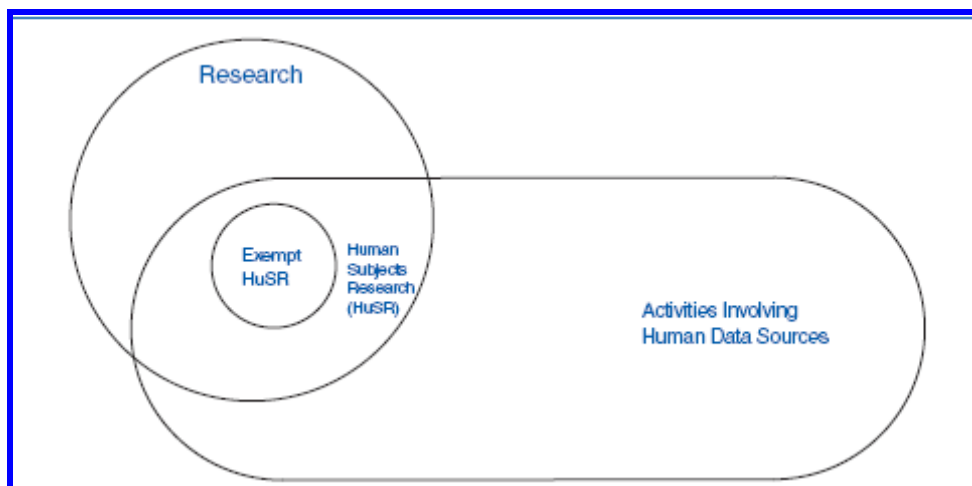 Research
Exempt
HuSR
Human
Subjects
Research
(HuSR)
Activities Involving
Human Data Sources